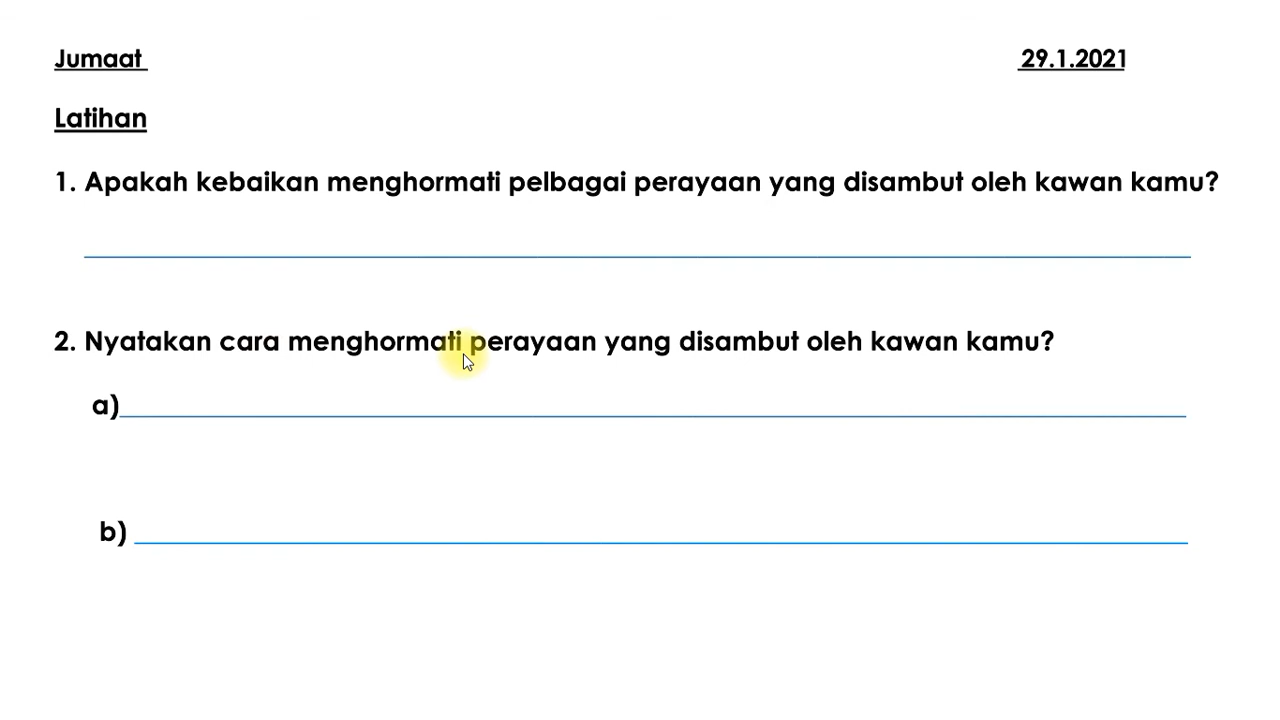 Jumaat 29.1.2021
Latihan
1. Apakah kebaikan menghormati pelbagai perayaan yang disambut oleh kawan kamu?
2. Nyatakan cara menghormati perayaan yang disambut oleh kawan kamu?
a)
b)